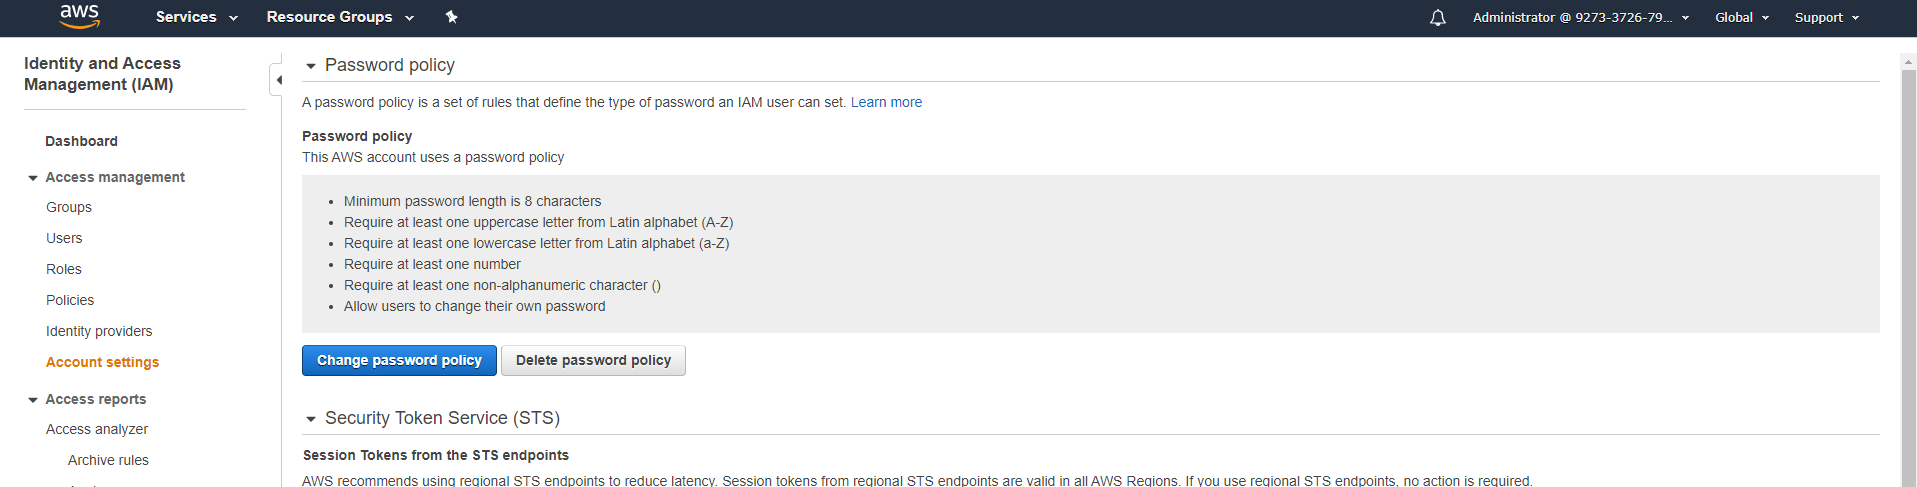 aws Services Resource Groups Administrator @ 9273-3726-79... Global Support
Identity and Access
Management (IAM)
Dashboard
Access management
Groups
Users
Roles
Policies
Identity providers
Account settings
Access reports
Access analyzer
Archive rules
Password policy
A password policy is a set of rules that define the type of password an IAM user can set. Learn more
Password policy
This AWS account uses a password policy
• Minimum password length is 8 characters
• Require at least one uppercase letter from Latin alphabet (A-Z)
• Require at least one lowercase letter from Latin alphabet (a-Z)
• Require at least one number
• Require at least one non-alphanumeric character ()
• Allow users to change their own password
Change password policy Delete password policy
Security Token Service (STS)
Session Tokens from the STS endpoints
AWS recommends using regional STS endpoints to reduce latency. Session tokens from regional STS endpoints are valid in all AWS Regions. If you use regional STS endpoints, no action is required.